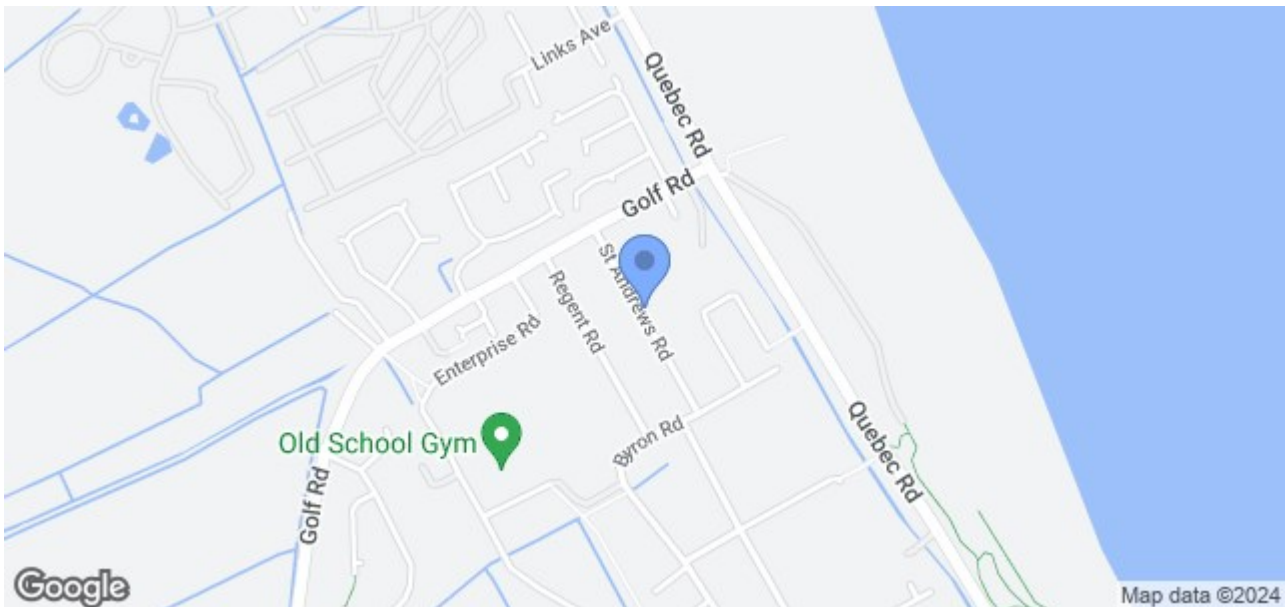 Links Ave
Quebec Rd
Golf Rd
St Andrews Rd
Regent Rd
Enterprise Rd
Old School Gym
Byron Rd
Quebec Rd
Golf Rd
Google
Map data ©2024